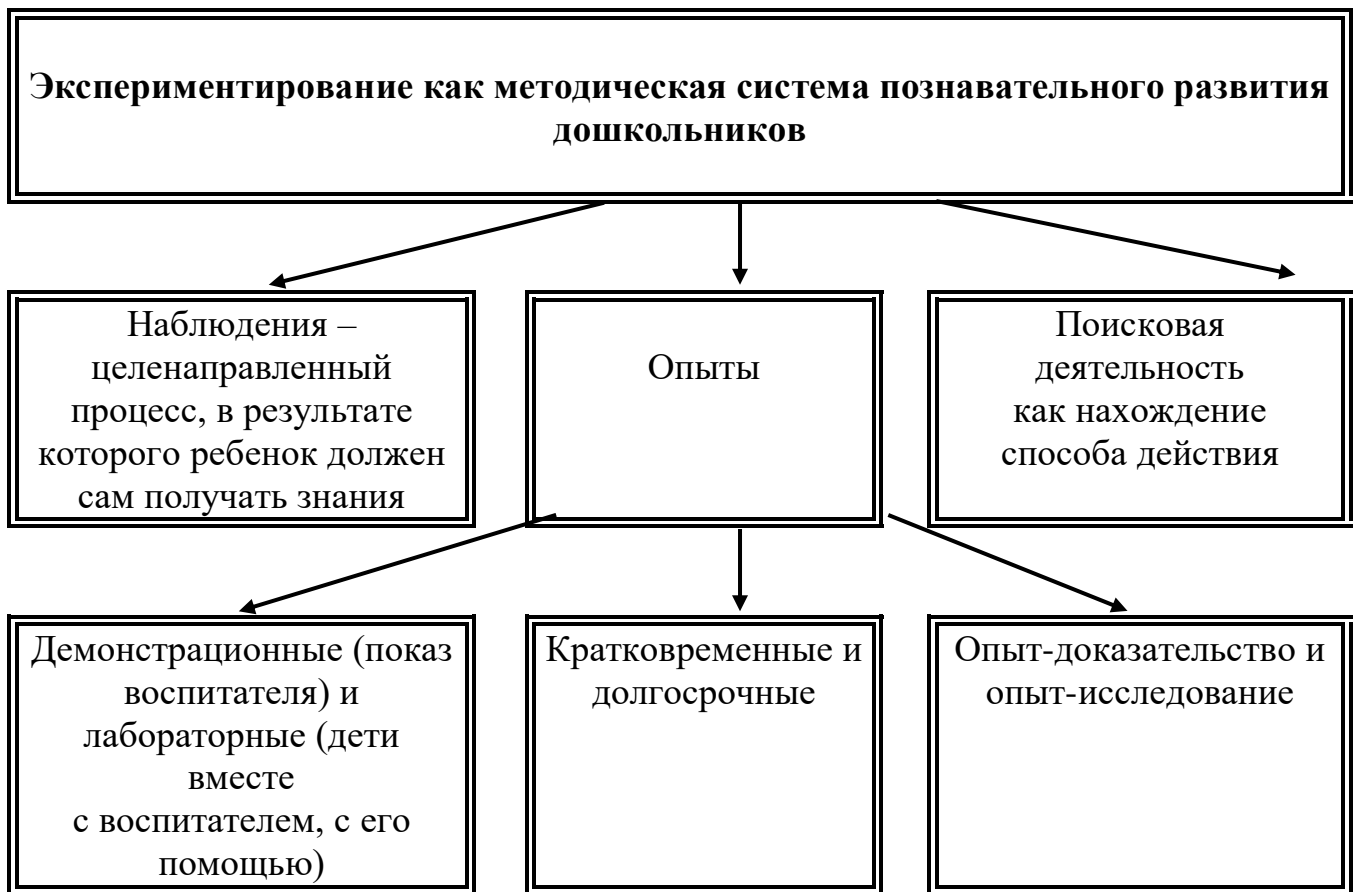 Экспериментирование как методическая система познавательного развития
дошкольников
Наблюдения –
целенаправленный
процесс, в результате
которого ребенок должен
сам получать знания
Опыты
Поисковая
деятельность
как нахождение
способа действия
Демонстрационные (показ
воспитателя) и
лабораторные (дети
вместе
с воспитателем, с его
помощью)
Кратковременные и
долгосрочные
Опыт-доказательство и
опыт-исследование